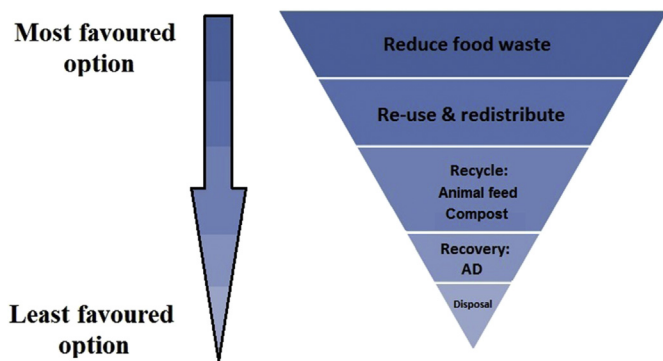 Most favoured
option
Reduce food waste
Re-use & redistribute
Recycle:
Animal feed
Compost
Recovery:
AD
Disposal
Least favoured
option